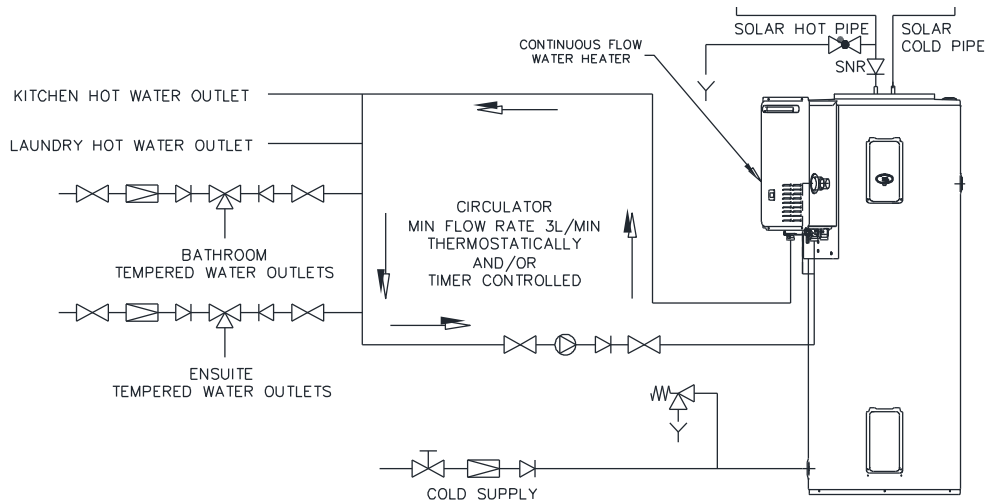 SOLAR HOT PIPE
SOLAR
COLD PIPE
CONTINUOUS FLOW
WATER HEATER
SNR
KITCHEN HOT WATER OUTLET
LAUNDRY HOT WATER OUTLET
CIRCULATOR
MIN FLOW RATE 3L/MIN
THERMOSTATICALLY
AND/OR
TIMER CONTROLLED
BATHROOM
TEMPERED WATER OUTLETS
ENSUITE
TEMPERED WATER OUTLETS
COLD SUPPLY